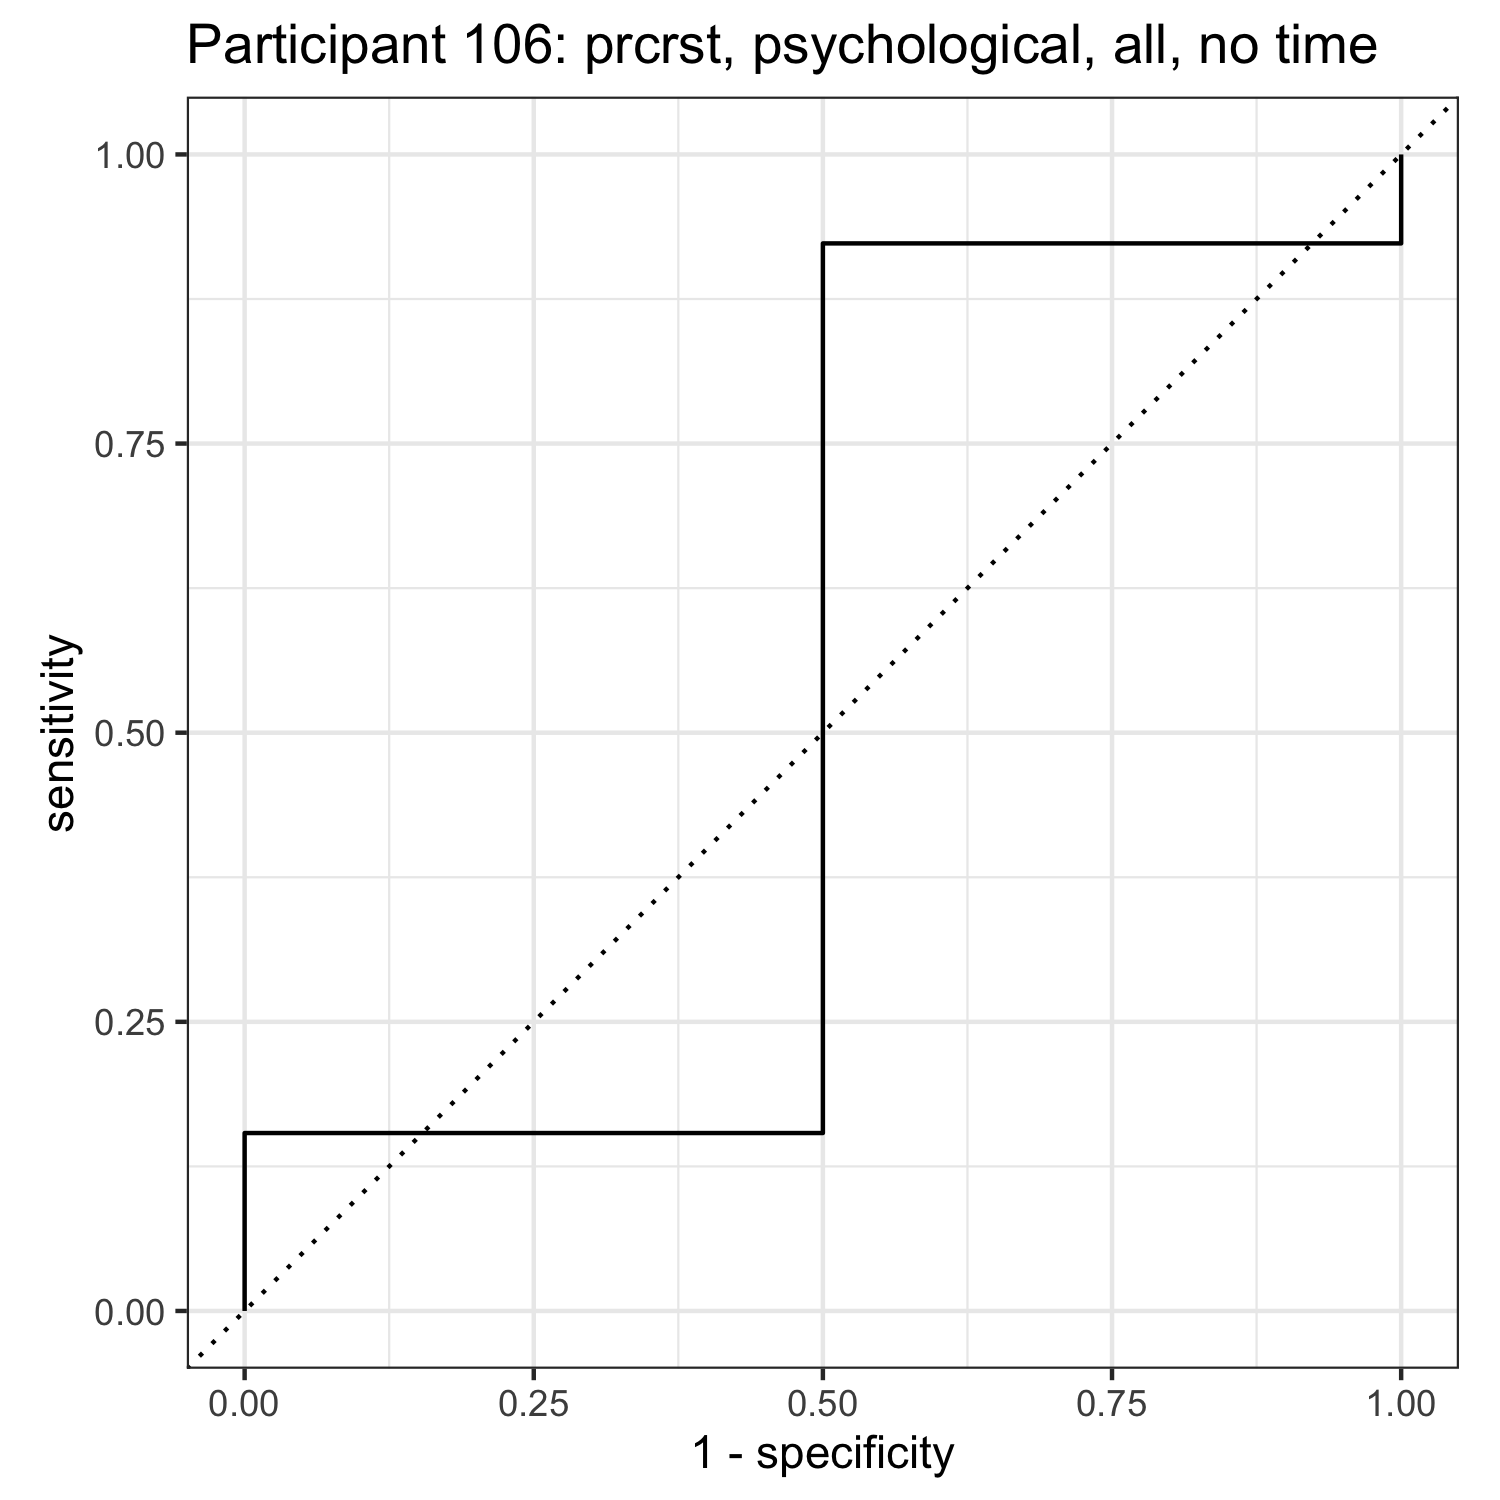 Participant 106: prcrst, psychological, all, no time
sensitivity
1.00
0.75
0.50
0.25
0.00
0.00 0.25 0.50 0.75 1.00
1 - specificity